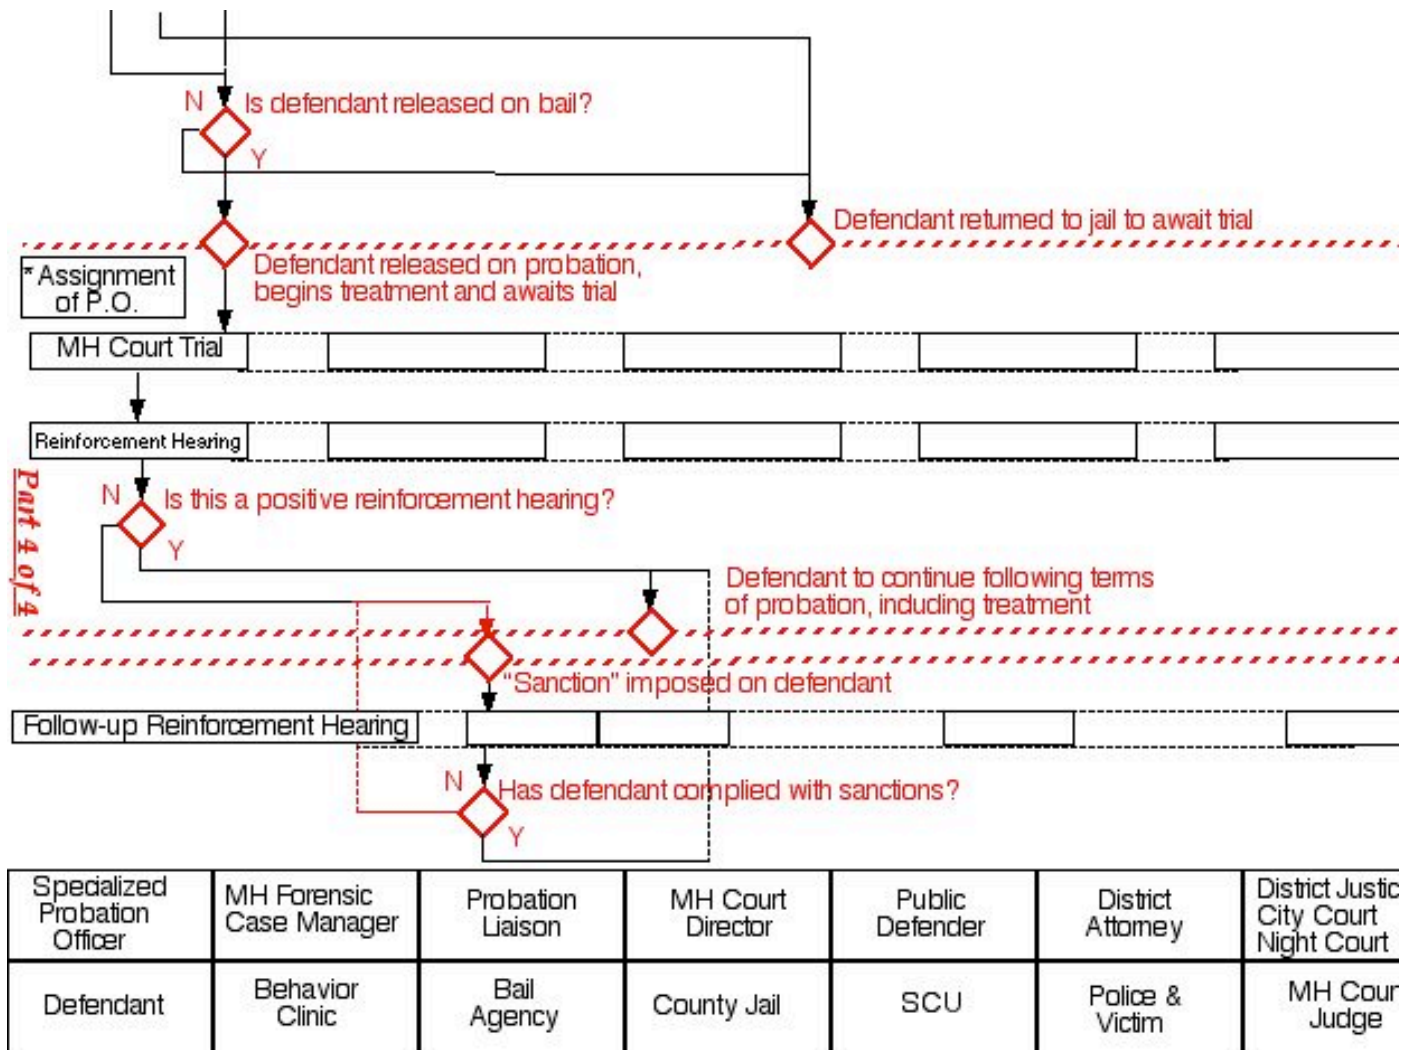 N
Is defendant released on bail?
Y
Defendant returned to jail to await trial
*Assignment
of P.O.
Defendant released on probation,
begins treatment and awaits trial
MH Court Trial
Reinforcement Hearing
Part 4 of 4
N
Is this a positive reinforcement hearing?
Y
Defendant to continue following terms
of probation, including treatment
"Sanction" imposed on defendant
Follow-up Reinforcement Hearing
N
Has defendant complied with sanctions?
Y
Specialized
Probation
Officer
MH Forensic
Case Manager
Probation
Liaison
MH Court
Director
Public
Defender
District
Attorney
District Justic
City Court
Night Court
Defendant
Behavior
Clinic
Bail
Agency
County Jail
SCU
Police &
Victim
MH Cour
Judge